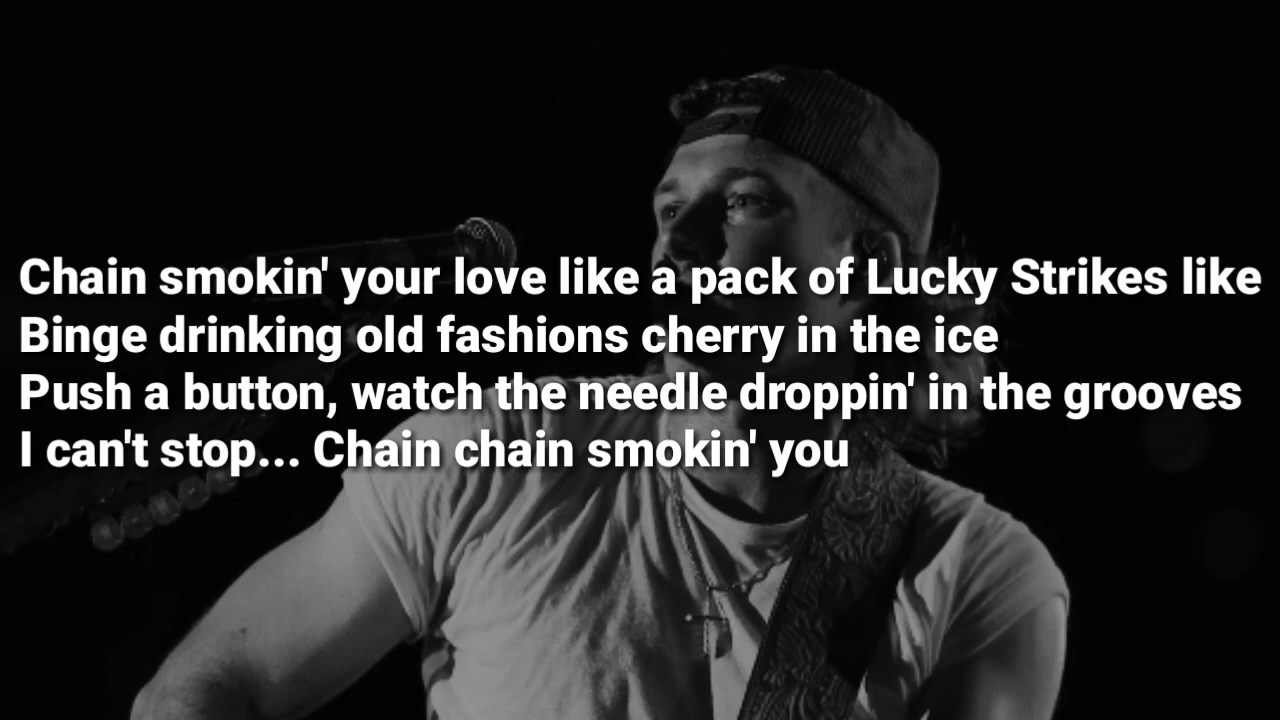 Chain smokin' your love like a pack of Lucky Strikes like
Binge drinking old fashions cherry in the ice
Push a button, watch the needle droppin' in the grooves
I can't stop... Chain chain smokin' you